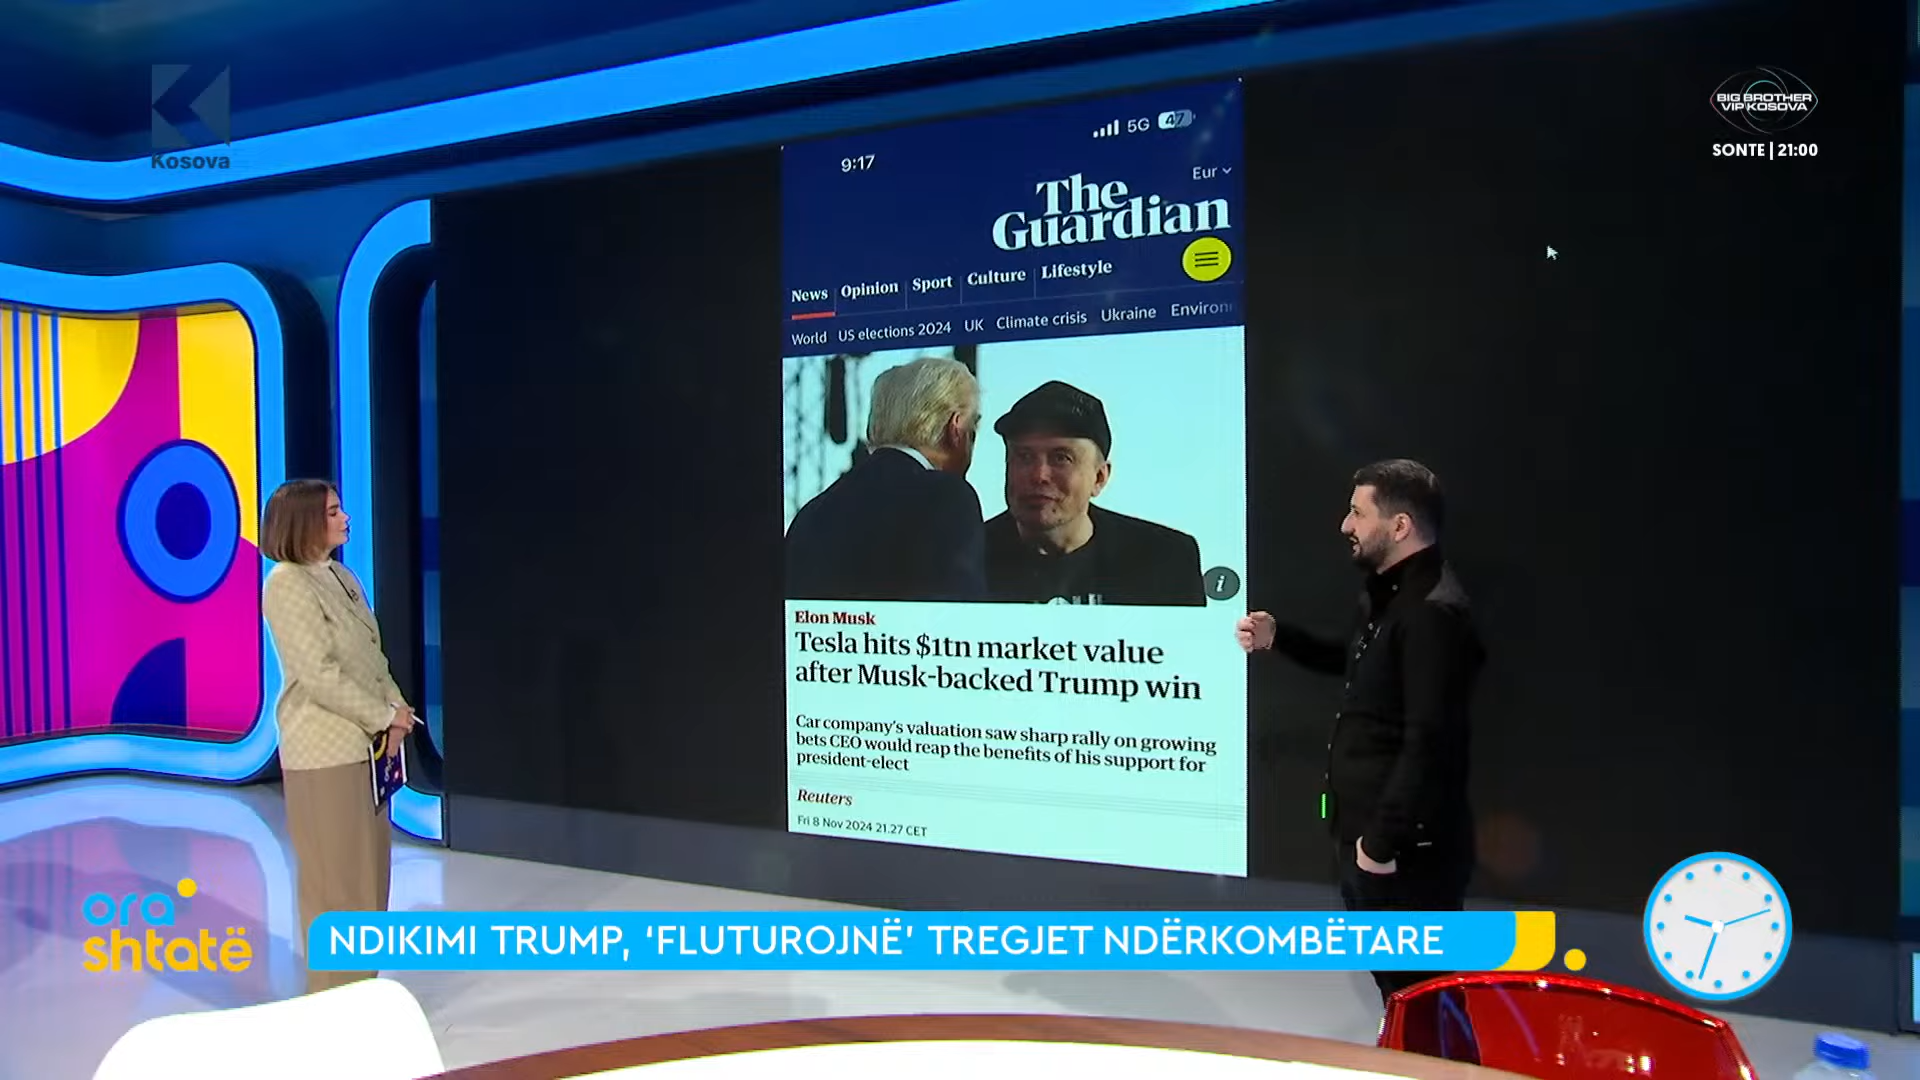 Kosova
BIG BROTHER
VIP KOSOVA
SONTE | 21:00
9:17
5G 47
Eur
The
Guardian
News Opinion Sport Culture Lifestyle
World US elections 2024 UK Climate crisis Ukraine Environ
i
Elon Musk
Tesla hits $1tn market value
after Musk-backed Trump win
Car company's valuation saw sharp rally on growing
bets CEO would reap the benefits of his support for
president-elect
Reuters
Fri 8 Nov 2024 21.27 CET
ora
shtatë
NDIKIMI TRUMP, ‘FLUTUROJNË’ TREGJET NDËRKOMBËTARE